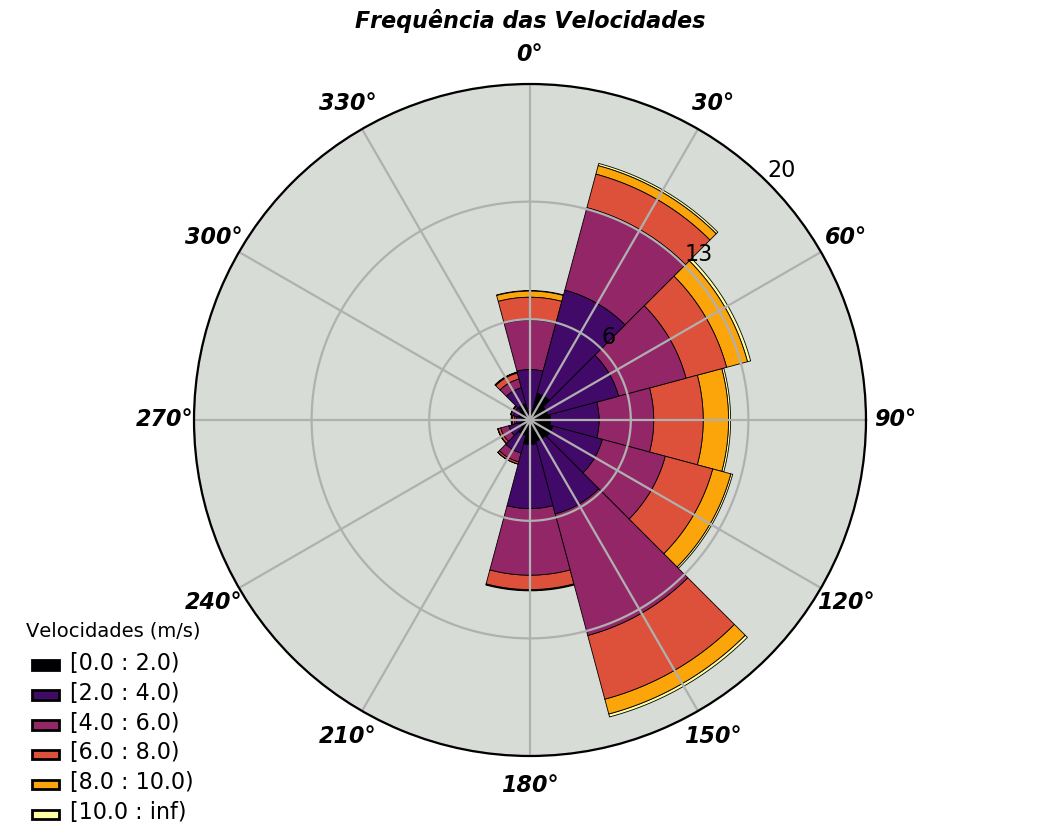 Frequência das Velocidades
0°
330°
30°
20
300°
60°
13
6
270°
90°
240°
120°
210°
150°
180°
Velocidades (m/s)
[0.0 : 2.0)
[2.0 : 4.0)
[4.0 : 6.0)
[6.0 : 8.0)
[8.0 : 10.0)
[10.0 : inf)